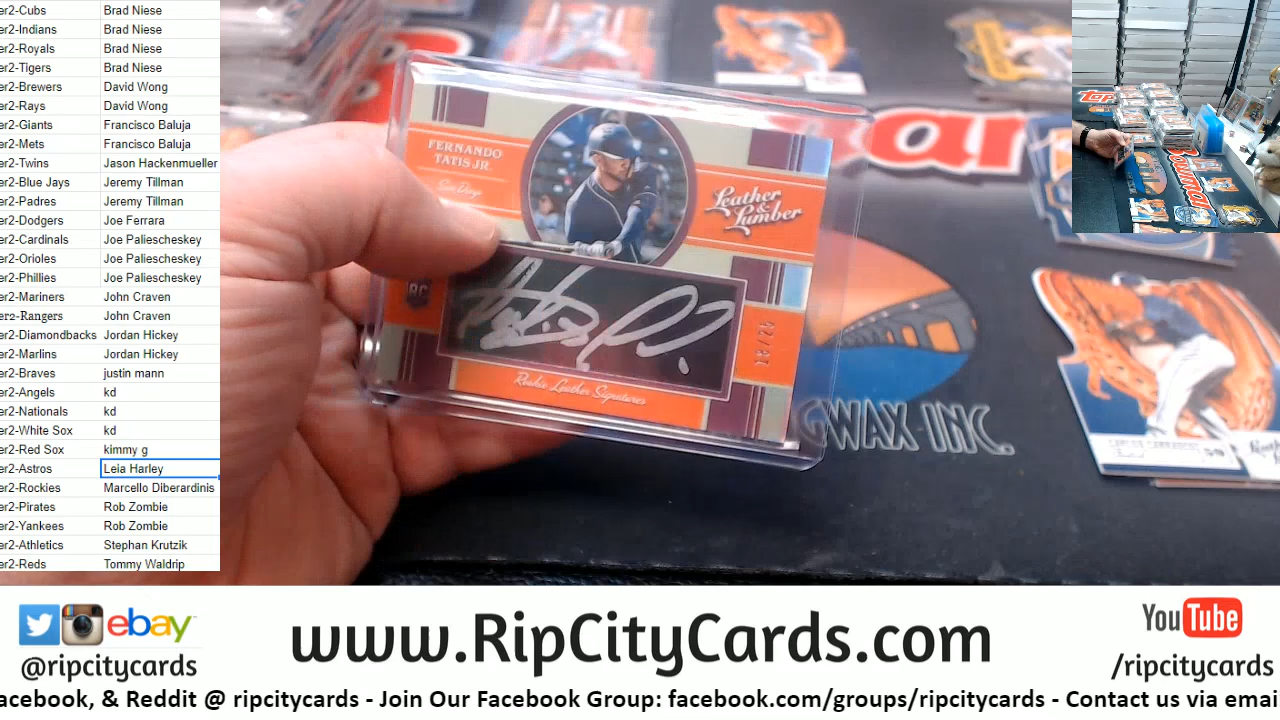 er2-Cubs Brad Niese
er2-Indians Brad Niese
er2-Royals Brad Niese
er2-Tigers Brad Niese
er2-Brewers David Wong
er2-Rays David Wong
er2-Giants Francisco Baluja
er2-Mets Francisco Baluja
er2-Twins Jason Hackenmueller
er2-Blue Jays Jeremy Tillman
er2-Padres Jeremy Tillman
er2-Dodgers Joe Ferrara
er2-Cardinals Joe Paliescheskey
er2-Orioles Joe Paliescheskey
er2-Phillies Joe Paliescheskey
er2-Mariners John Craven
er2-Rangers John Craven
er2-Diamondbacks Jordan Hickey
er2-Marlins Jordan Hickey
er2-Braves justin mann
er2-Angels kd
er2-Nationals kd
er2-White Sox kd
er2-Red Sox kimmy g
er2-Astros Leia Harley
er2-Rockies Marcello Diberardinis
er2-Pirates Rob Zombie
er2-Yankees Rob Zombie
er2-Athletics Stephan Krutzik
er2-Reds Tommy Waldrip
FERNANDO
TATIS JR.
San Diego
Leather &
Lumber
RC
Rookie Leather Signatures
GWAX INC.
ebay
@ripcitycards
www.RipCityCards.com
YouTube
/ripcitycards
acebook, & Reddit @ ripcitycards - Join Our Facebook Group: facebook.com/groups/ripcitycards - Contact us via emai